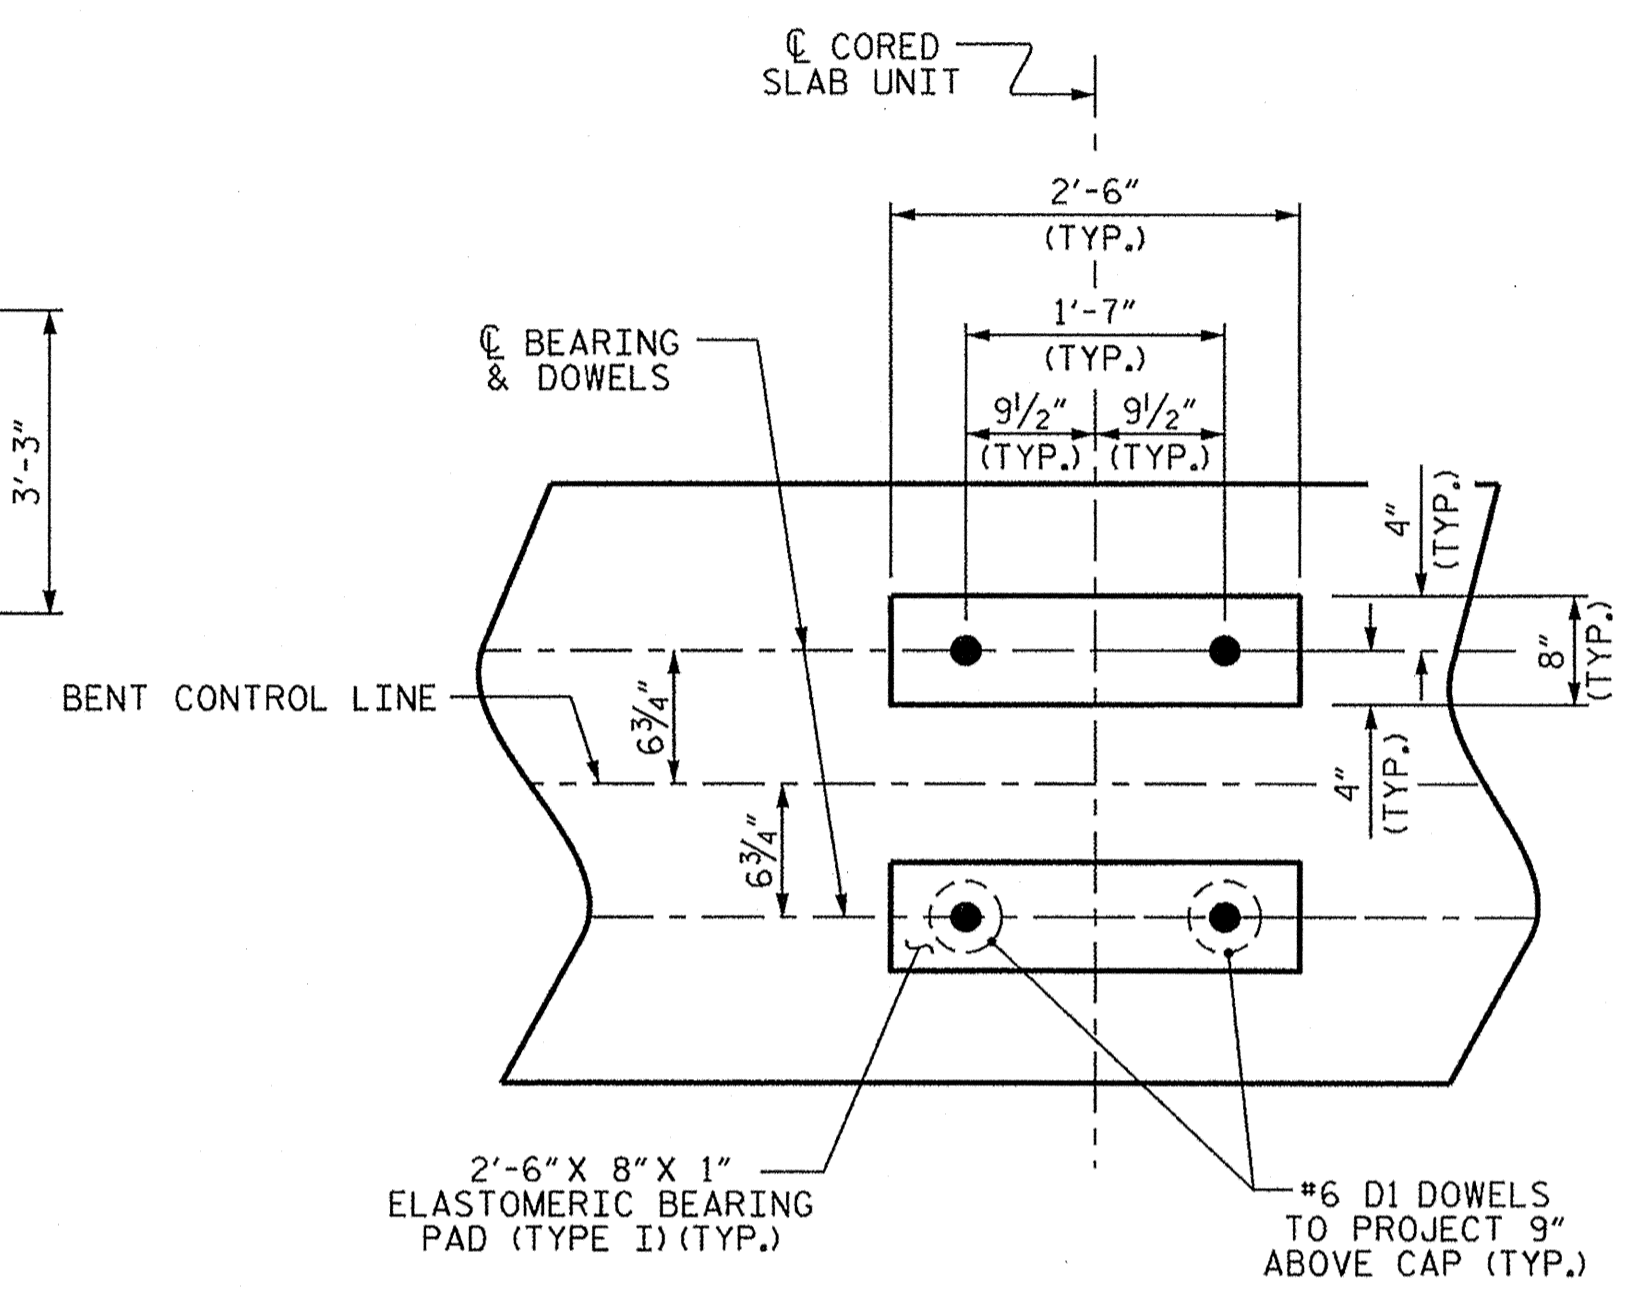 ℄ CORED
SLAB UNIT
2'-6"
(TYP.)
1'-7"
(TYP.)
℄ BEARING
& DOWELS
9½" 9½"
(TYP.) (TYP.)
3'-3"
4"
(TYP.)
8"
(TYP.)
BENT CONTROL LINE
6¾"
4"
(TYP.)
6¾"
2'-6" X 8" X 1"
ELASTOMERIC BEARING
PAD (TYPE I) (TYP.)
#6 D1 DOWELS
TO PROJECT 9"
ABOVE CAP (TYP.)